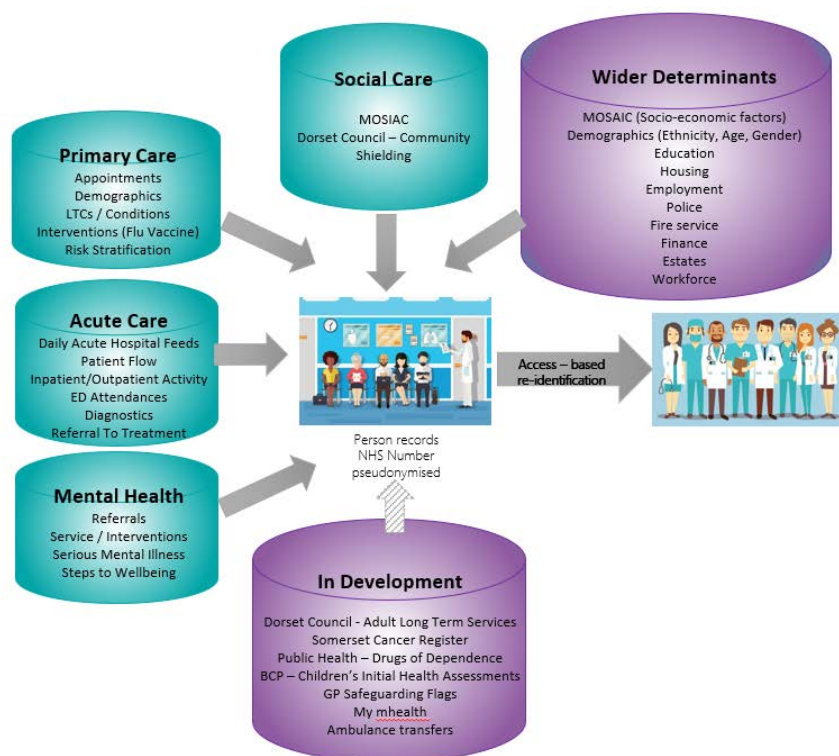 Social Care
MOSIAC
Dorset Council – Community
Shielding
Wider Determinants
MOSAIC (Socio-economic factors)
Demographics (Ethnicity, Age, Gender)
Education
Housing
Employment
Police
Fire service
Finance
Estates
Workforce
Primary Care
Appointments
Demographics
LTCs / Conditions
Interventions (Flu Vaccine)
Risk Stratification
Acute Care
Daily Acute Hospital Feeds
Patient Flow
Inpatient/Outpatient Activity
ED Attendances
Diagnostics
Referral To Treatment
Access – based
re-identification
Person records
NHS Number
pseudonymised
Mental Health
Referrals
Service / Interventions
Serious Mental Illness
Steps to Wellbeing
In Development
Dorset Council - Adult Long Term Services
Somerset Cancer Register
Public Health – Drugs of Dependence
BCP – Children’s Initial Health Assessments
GP Safeguarding Flags
My mhealth
Ambulance transfers